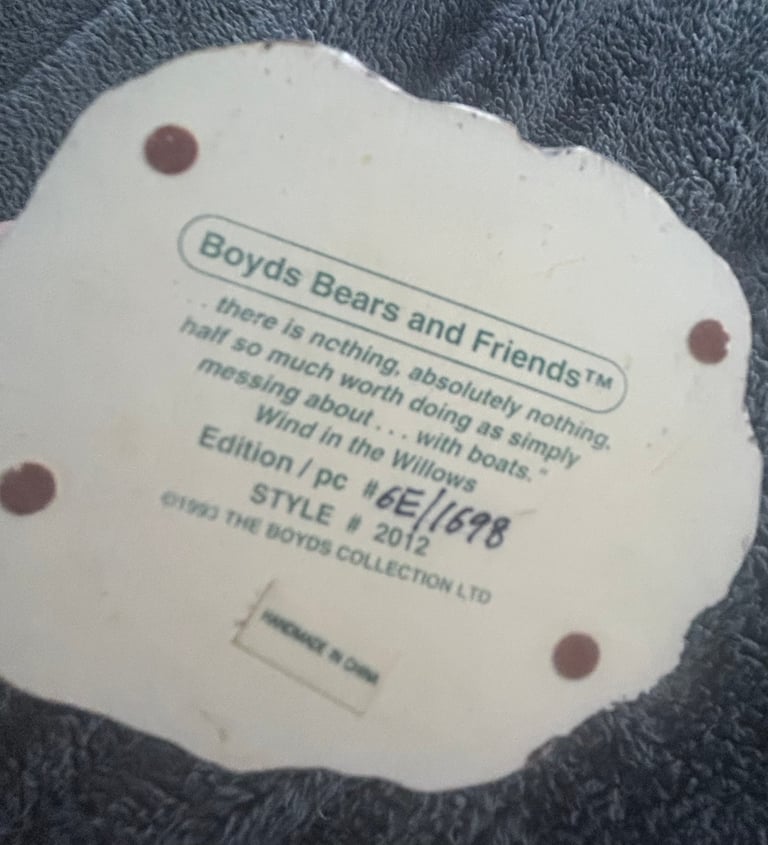 Boyds Bears and Friends™
. . there is nothing, absolutely nothing,
half so much worth doing as simply
messing about . . . with boats."
Wind in the Willows
Edition / pc #6E/1698
STYLE # 2012
©1993 THE BOYDS COLLECTION LTD
HANDMADE IN CHINA